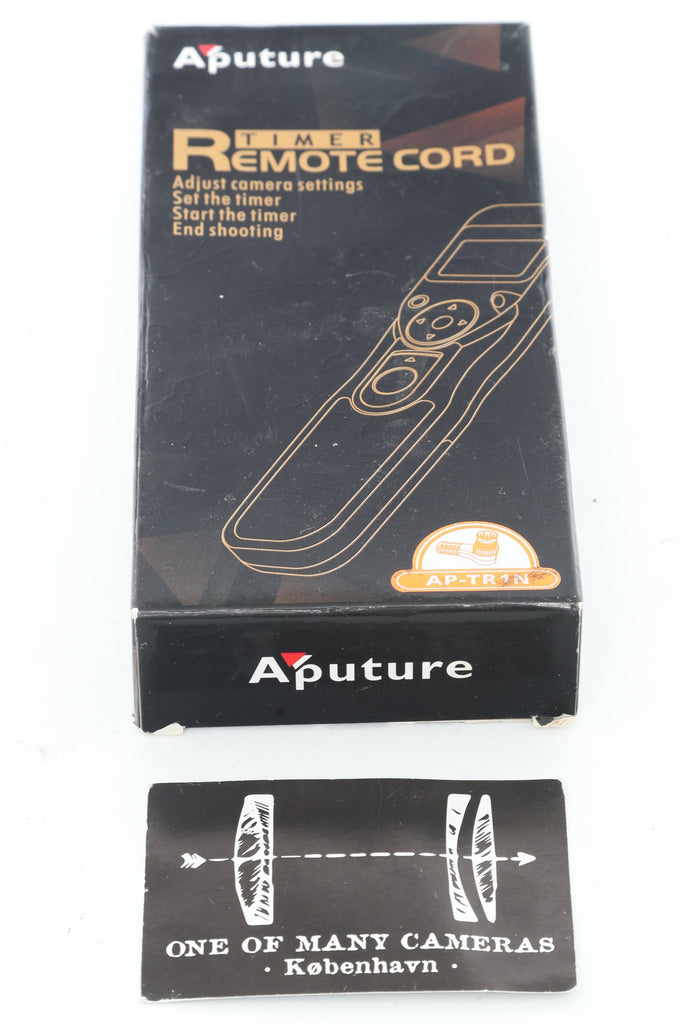 Aputure
TIMER
REMOTE CORD
Adjust camera settings
Set the timer
Start the timer
End shooting
AP-TR1N
Aputure
ONE OF MANY CAMERAS
· København ·